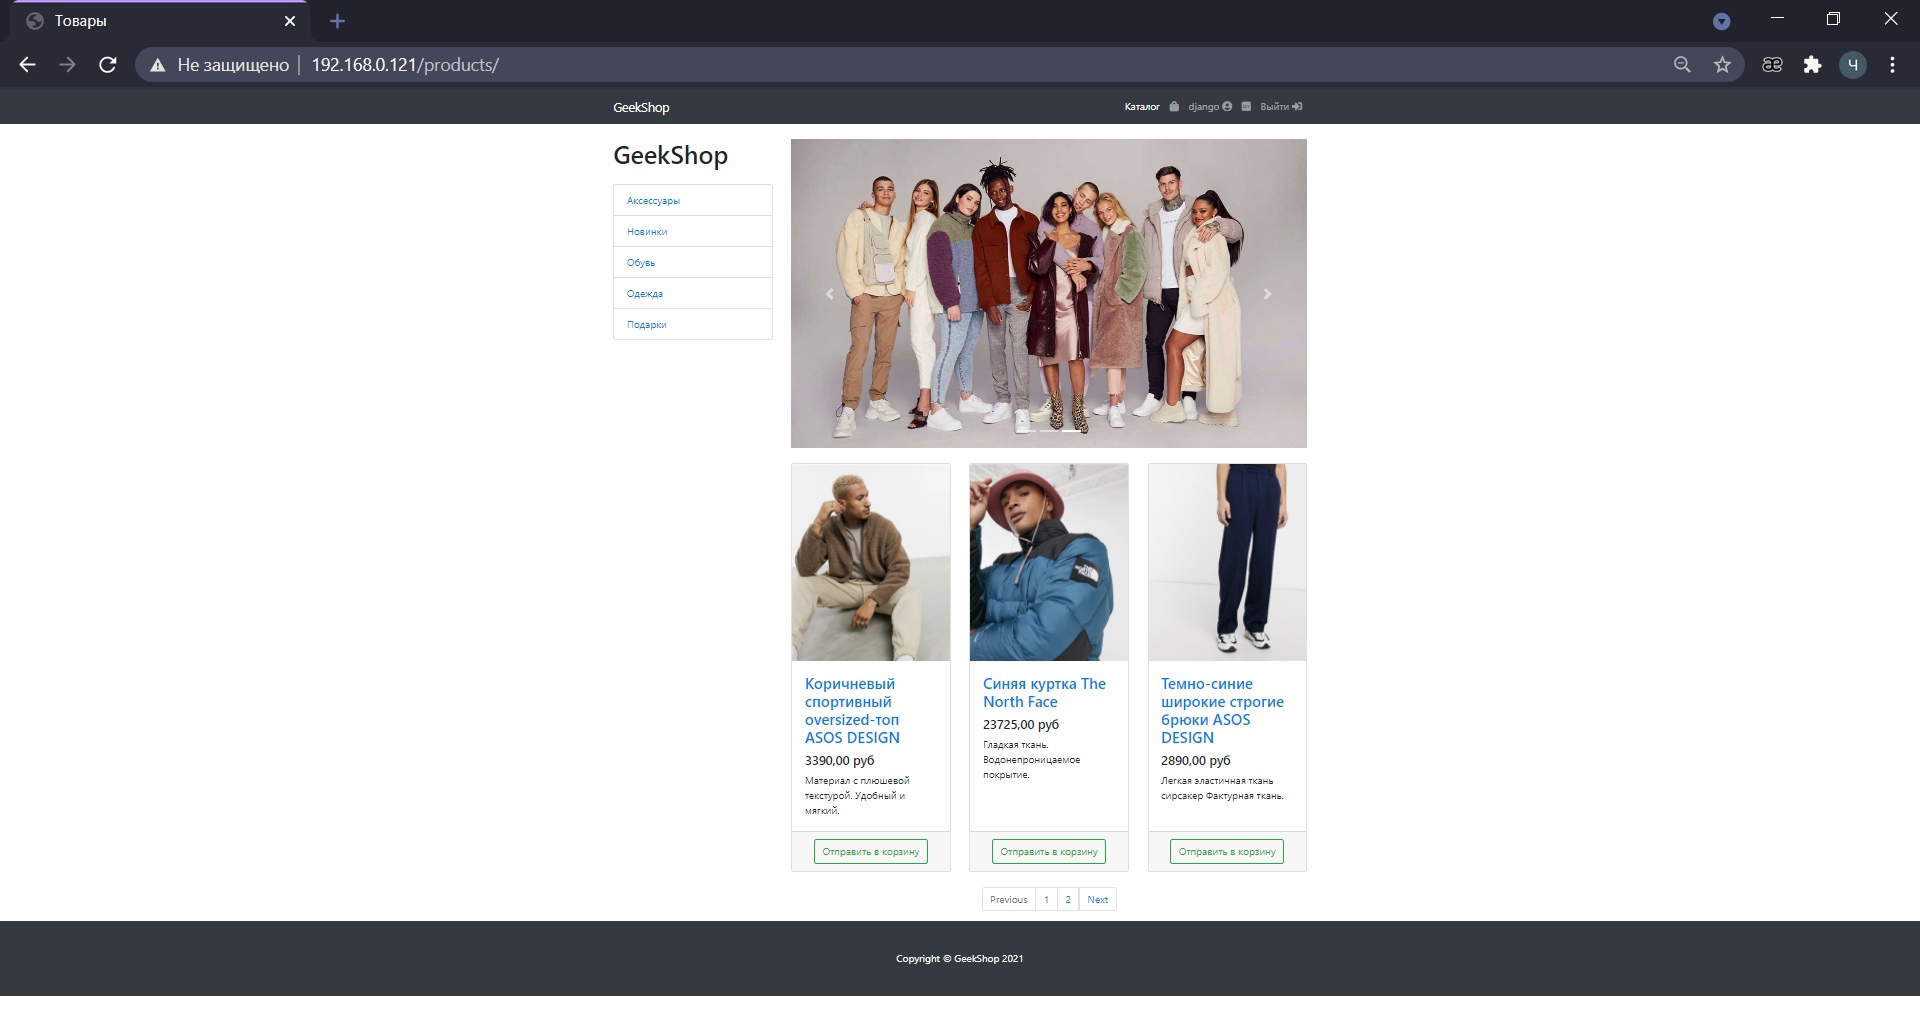 Товары
Не защищено
192.168.0.121/products/
ч
GeekShop
Каталог
django
Выйти
GeekShop
Аксессуары
Новинки
Обувь
Одежда
Подарки
Коричневый
спортивный
oversized-топ
ASOS DESIGN
3390,00 руб
Материал с плюшевой
текстурой. Удобный и
мягкий.
Отправить в корзину
THE NORTH FACE
Синяя куртка The
North Face
23725,00 руб
Гладкая ткань.
Водонепроницаемое
покрытие.
Отправить в корзину
Темно-синие
широкие строгие
брюки ASOS
DESIGN
2890,00 руб
Легкая эластичная ткань
сирсакер Фактурная ткань.
Отправить в корзину
Previous 1 2 Next
Copyright © GeekShop 2021